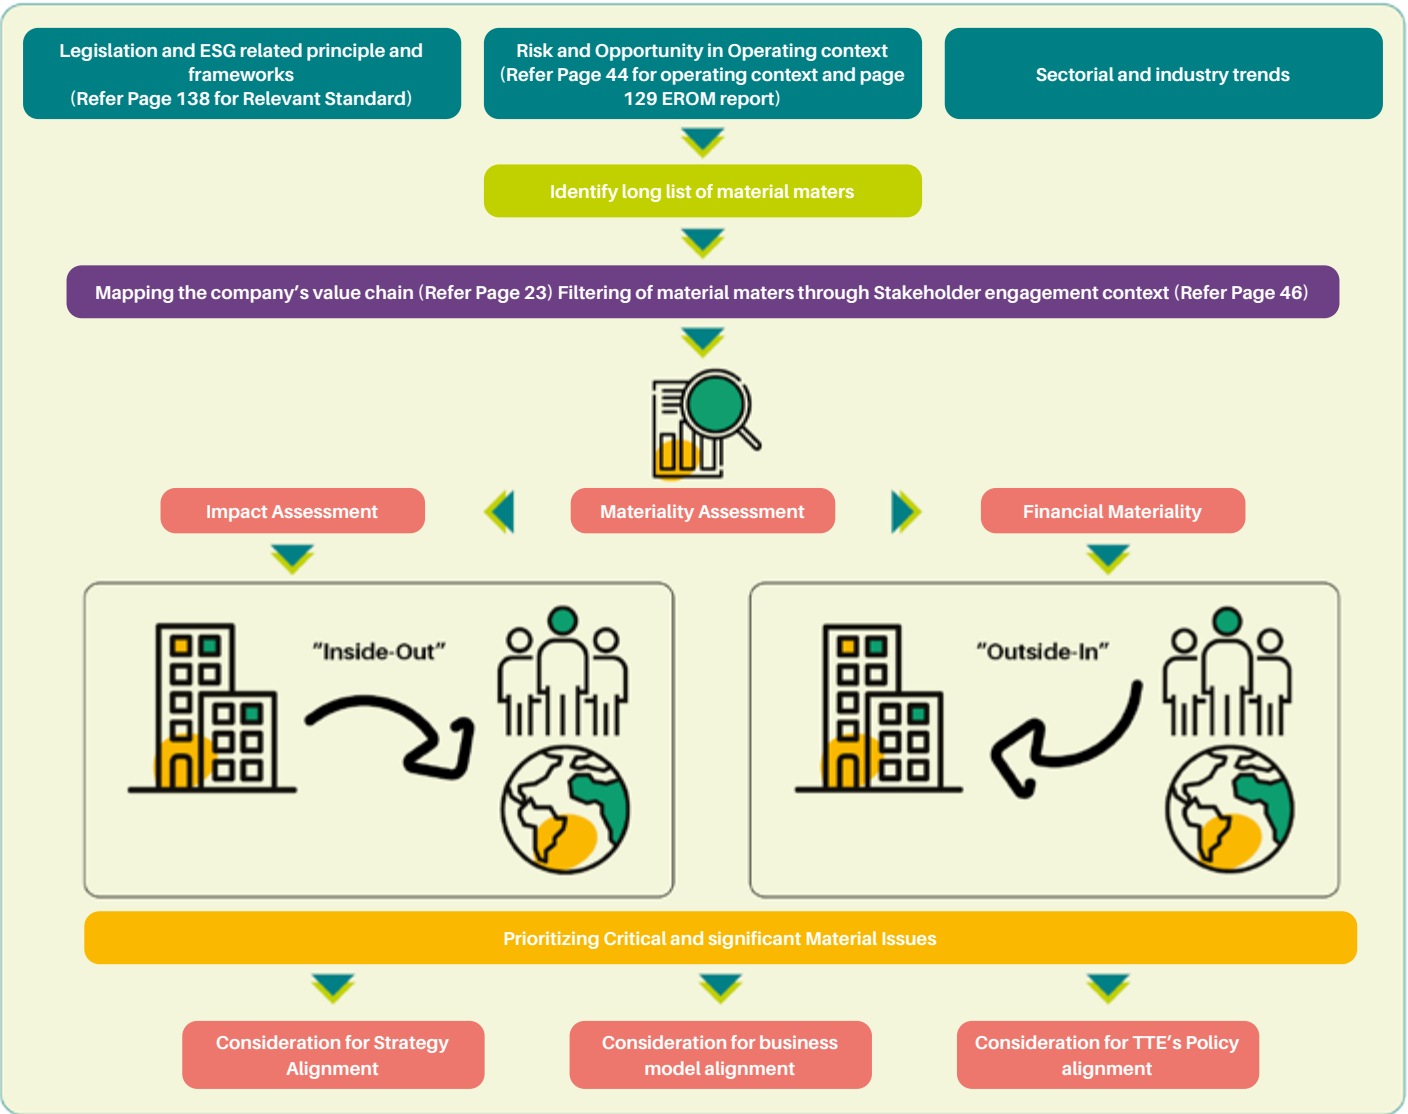 Legislation and ESG related principle and
frameworks
(Refer Page 138 for Relevant Standard)
Risk and Opportunity in Operating context
(Refer Page 44 for operating context and page
129 EROM report)
Sectorial and industry trends
Identify long list of material maters
Mapping the company’s value chain (Refer Page 23) Filtering of material maters through Stakeholder engagement context (Refer Page 46)
Impact Assessment
Materiality Assessment
Financial Materiality
“Inside-Out”
“Outside-In”
Prioritizing Critical and significant Material Issues
Consideration for Strategy
Alignment
Consideration for business
model alignment
Consideration for TTE’s Policy
alignment